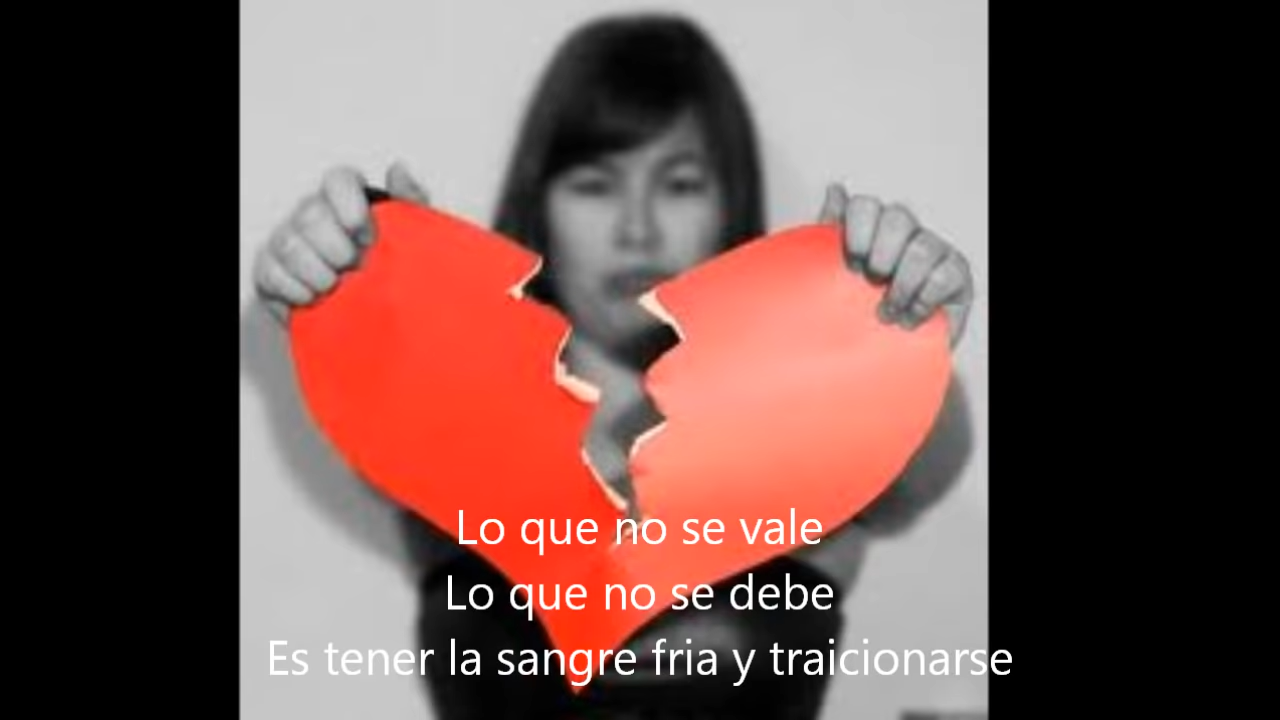 Lo que no se vale
Lo que no se debe
Es tener la sangre fria y traicionarse